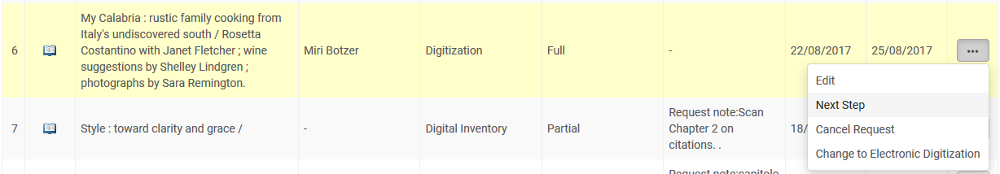 My Calabria : rustic family cooking from
Italy's undiscovered south / Rosetta
Costantino with Janet Fletcher ; wine
suggestions by Shelley Lindgren ;
photographs by Sara Remington.
6
Miri Botzer
Digitization
Full
-
22/08/2017
25/08/2017
Edit
Next Step
Cancel Request
Change to Electronic Digitization
7
Style : toward clarity and grace /
-
Digital Inventory
Partial
Request note:Scan
Chapter 2 on
citations. .
18/
Request note:capitolo